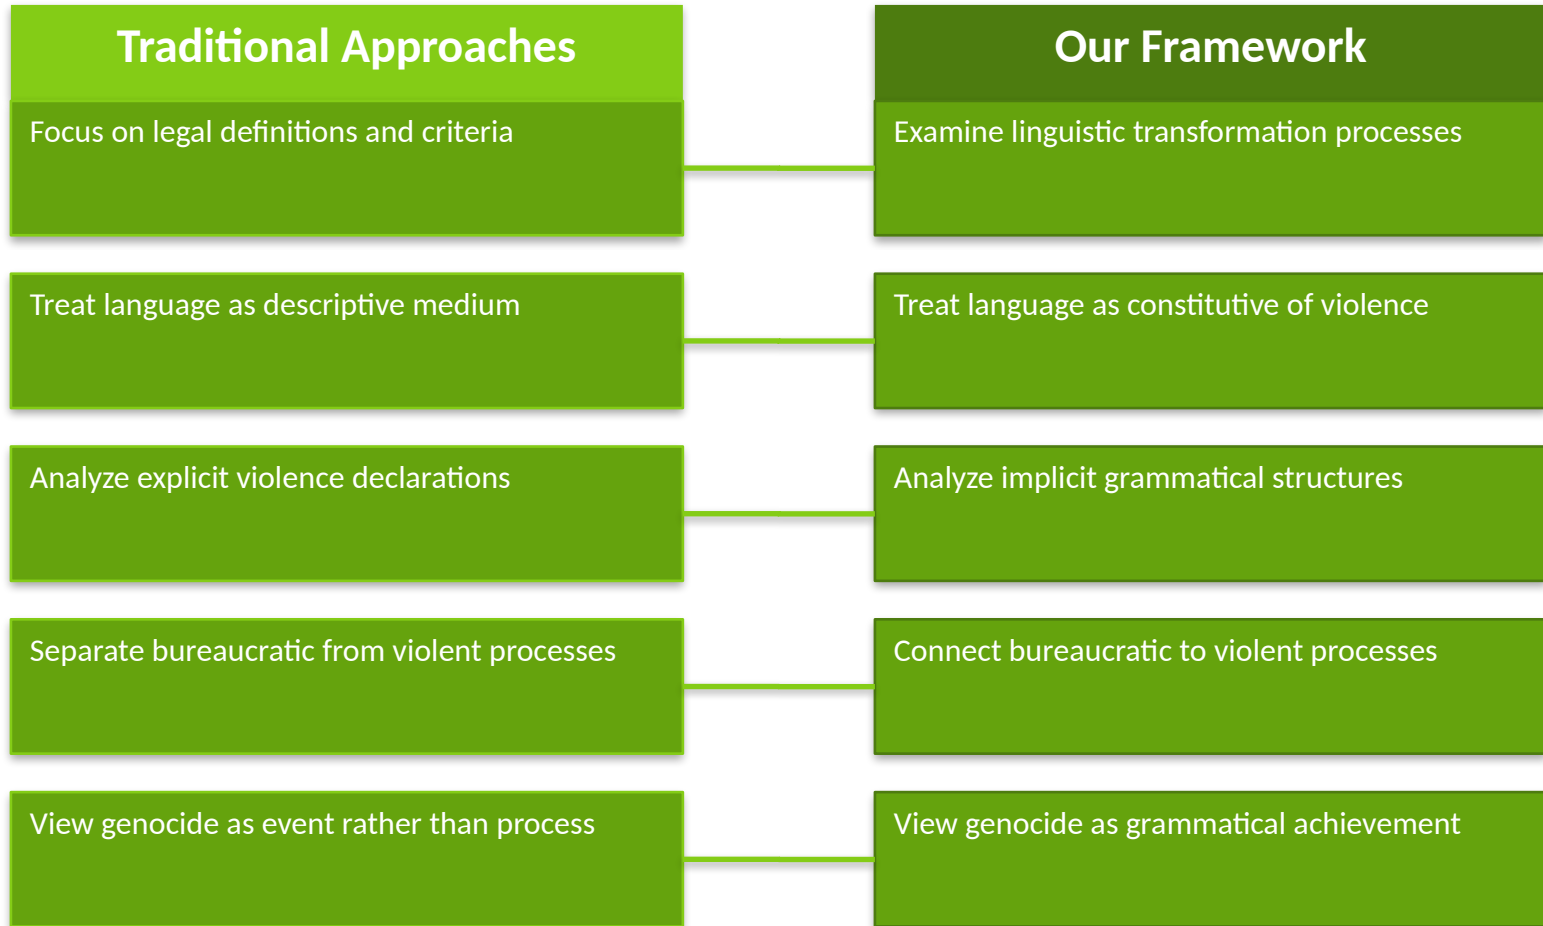 Traditional Approaches
Our Framework
Focus on legal definitions and criteria
Examine linguistic transformation processes
Treat language as descriptive medium
Treat language as constitutive of violence
Analyze explicit violence declarations
Analyze implicit grammatical structures
Separate bureaucratic from violent processes
Connect bureaucratic to violent processes
View genocide as event rather than process
View genocide as grammatical achievement